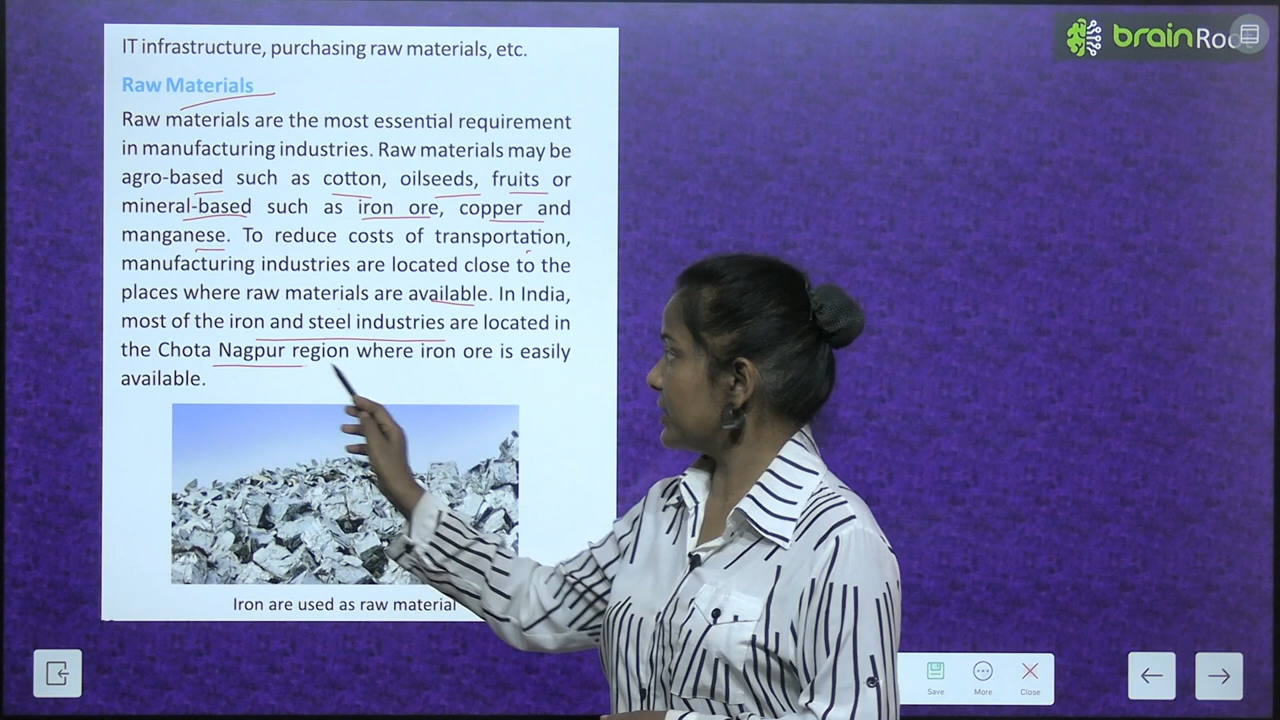 IT infrastructure, purchasing raw materials, etc.
Raw Materials
Raw materials are the most essential requirement
in manufacturing industries. Raw materials may be
agro-based such as cotton, oilseeds, fruits or
mineral-based such as iron ore, copper and
manganese. To reduce costs of transportation,
manufacturing industries are located close to the
places where raw materials are available. In India,
most of the iron and steel industries are located in
the Chota Nagpur region where iron ore is easily
available.
Iron are used as raw material
brain
Save
More
Close